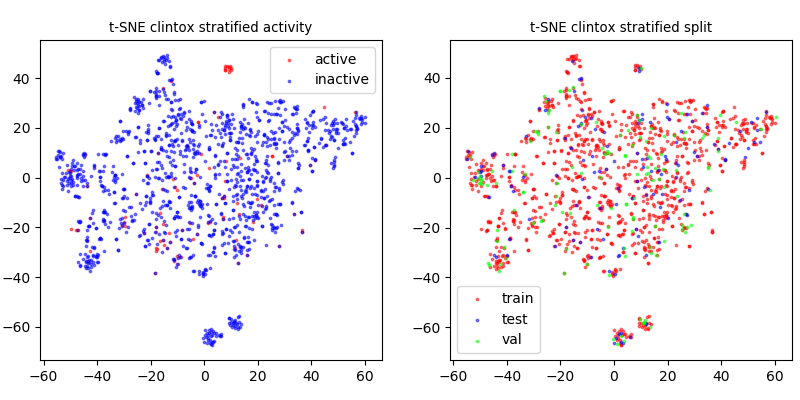 t-SNE clintox stratified activity
active
inactive
40
20
0
−20
−40
−60
−60 −40 −20 0 20 40 60
t-SNE clintox stratified split
train
test
val
40
20
0
−20
−40
−60
−60 −40 −20 0 20 40 60